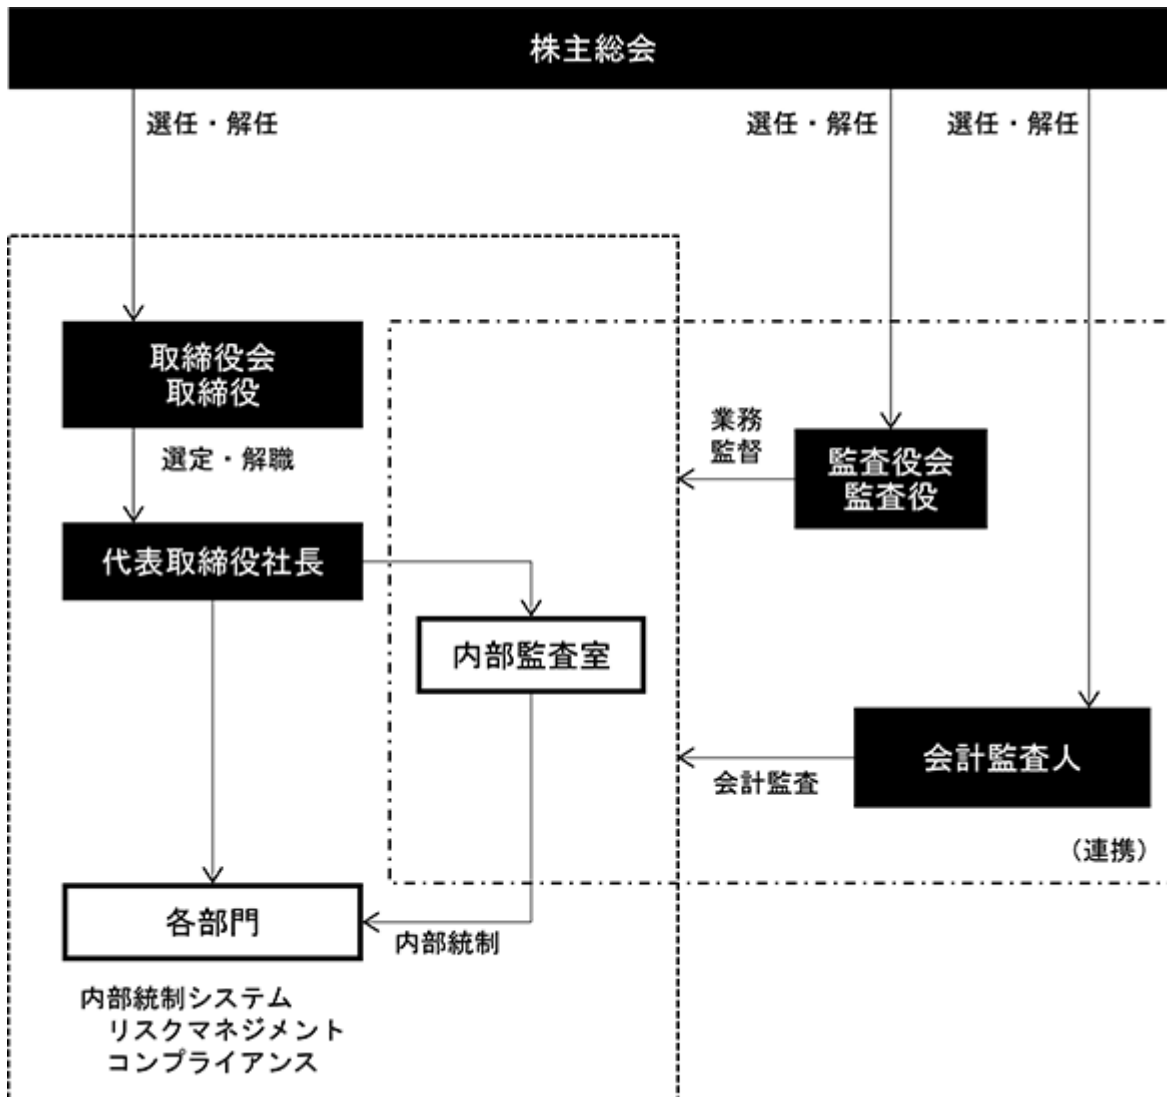 株主総会
選任・解任
選任・解任
選任・解任
取締役会
取締役
選定・解職
業務
監督
監査役会
監査役
代表取締役社長
内部監査室
会計監査人
会計監査
（連携）
各部門
内部統制
内部統制システム
リスクマネジメント
コンプライアンス